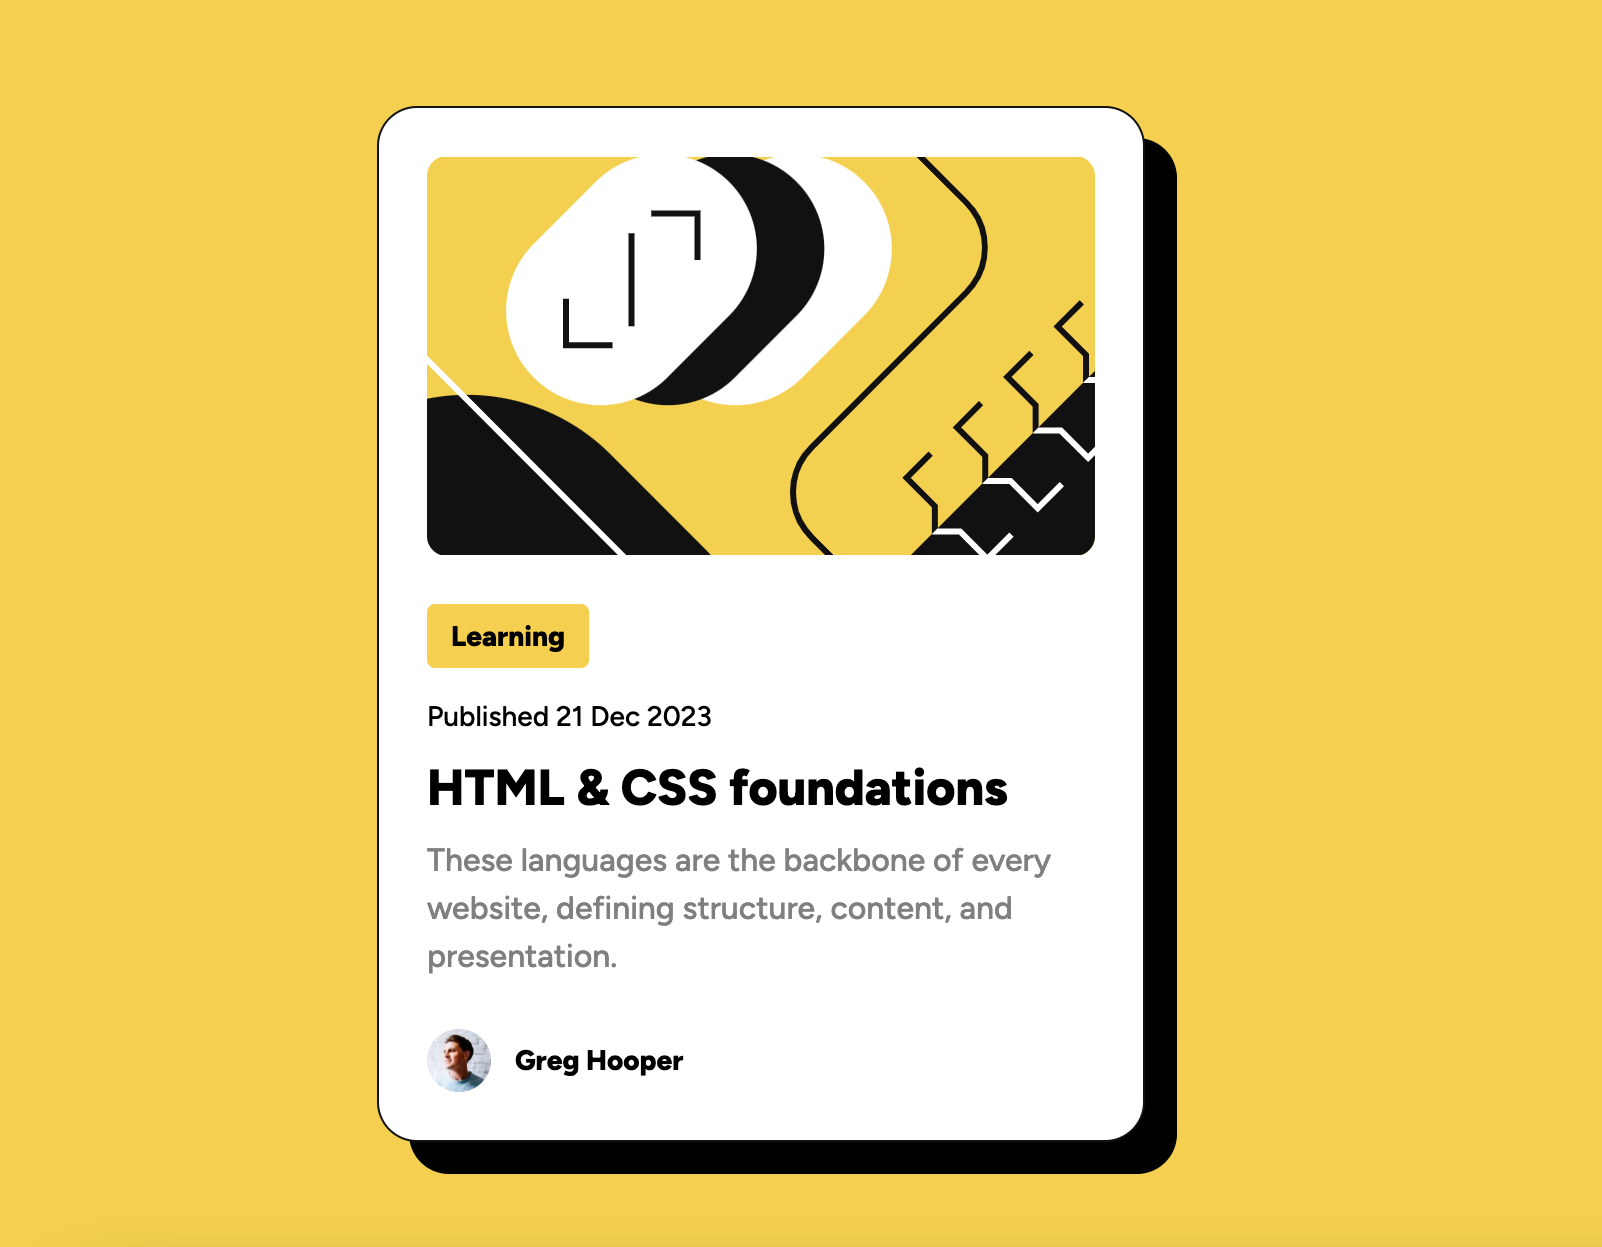 Learning
Published 21 Dec 2023
HTML & CSS foundations
These languages are the backbone of every
website, defining structure, content, and
presentation.
Greg Hooper